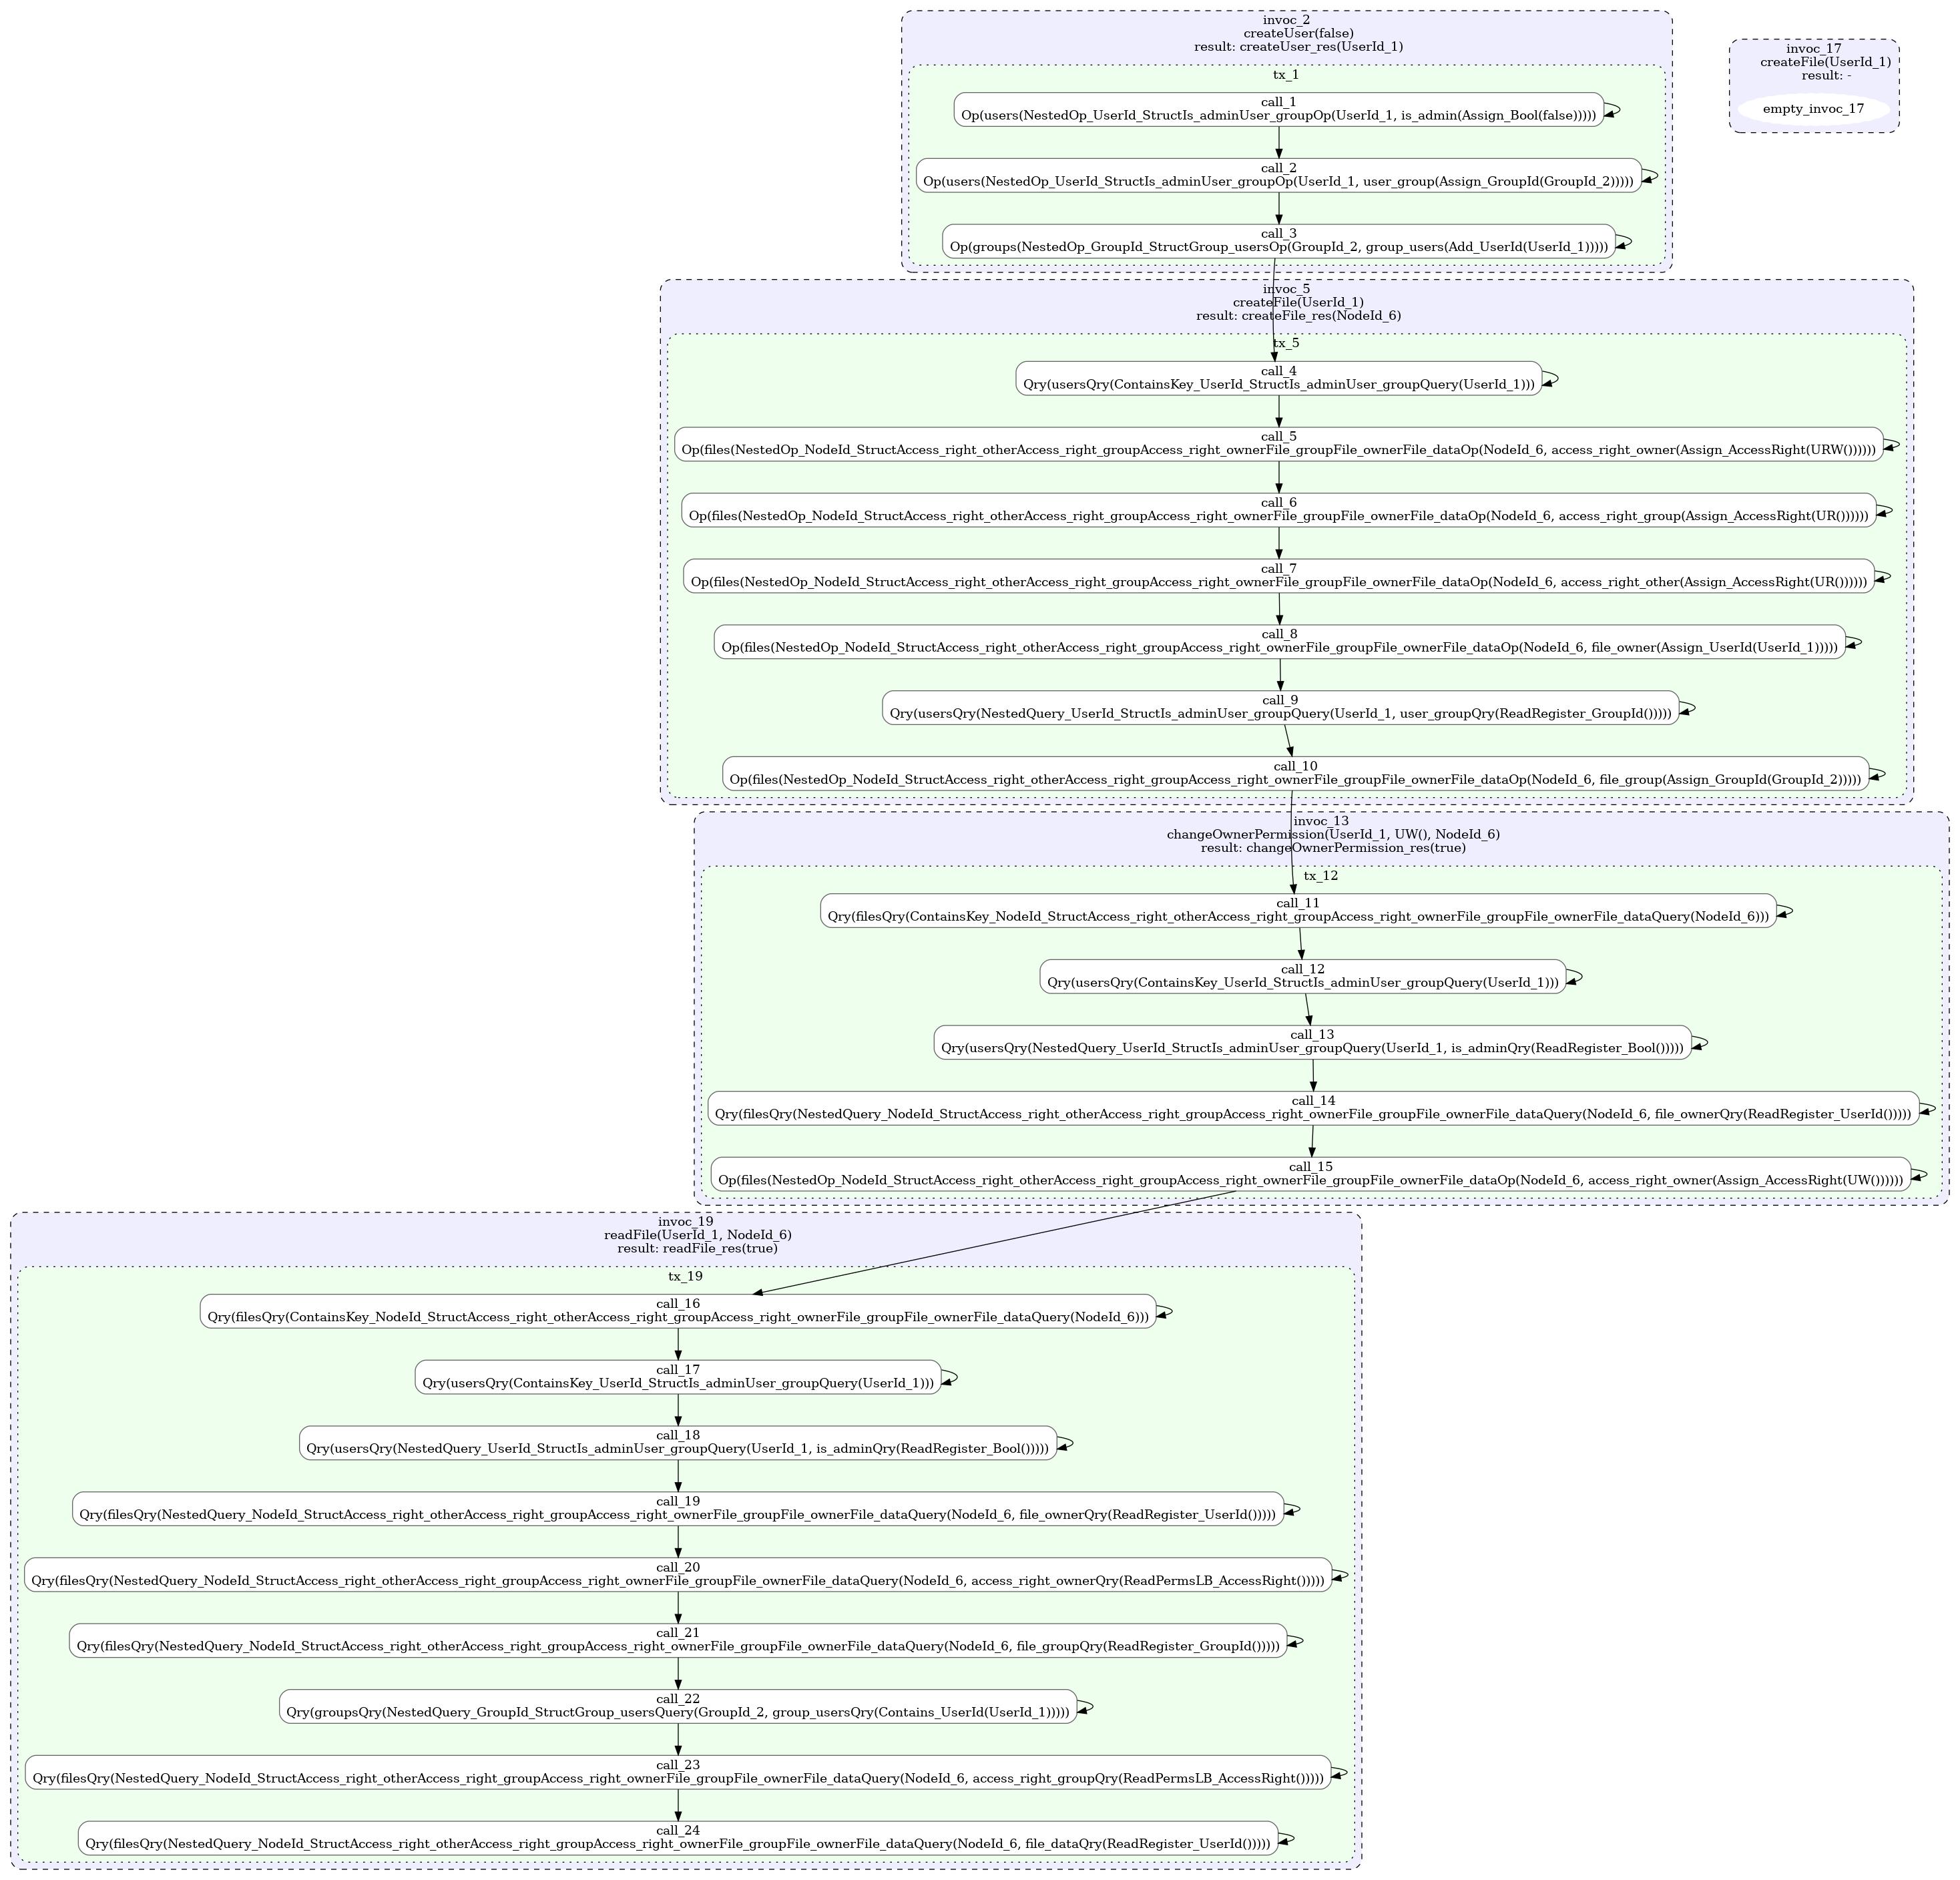 invoc_2
createUser(false)
result: createUser_res(UserId_1)
tx_1
call_1
Op(users(NestedOp_UserId_StructIs_adminUser_groupOp(UserId_1, is_admin(Assign_Bool(false)))))
call_2
Op(users(NestedOp_UserId_StructIs_adminUser_groupOp(UserId_1, user_group(Assign_GroupId(GroupId_2)))))
call_3
Op(groups(NestedOp_GroupId_StructGroup_usersOp(GroupId_2, group_users(Add_UserId(UserId_1)))))
invoc_17
createFile(UserId_1)
result: -
empty_invoc_17
invoc_5
createFile(UserId_1)
result: createFile_res(NodeId_6)
tx_5
call_4
Qry(usersQry(ContainsKey_UserId_StructIs_adminUser_groupQuery(UserId_1)))
call_5
Op(files(NestedOp_NodeId_StructAccess_right_otherAccess_right_groupAccess_right_ownerFile_groupFile_ownerFile_dataOp(NodeId_6, access_right_owner(Assign_AccessRight(URW())))))
call_6
Op(files(NestedOp_NodeId_StructAccess_right_otherAccess_right_groupAccess_right_ownerFile_groupFile_ownerFile_dataOp(NodeId_6, access_right_group(Assign_AccessRight(UR())))))
call_7
Op(files(NestedOp_NodeId_StructAccess_right_otherAccess_right_groupAccess_right_ownerFile_groupFile_ownerFile_dataOp(NodeId_6, access_right_other(Assign_AccessRight(UR())))))
call_8
Op(files(NestedOp_NodeId_StructAccess_right_otherAccess_right_groupAccess_right_ownerFile_groupFile_ownerFile_dataOp(NodeId_6, file_owner(Assign_UserId(UserId_1)))))
call_9
Qry(usersQry(NestedQuery_UserId_StructIs_adminUser_groupQuery(UserId_1, user_groupQry(ReadRegister_GroupId()))))
call_10
Op(files(NestedOp_NodeId_StructAccess_right_otherAccess_right_groupAccess_right_ownerFile_groupFile_ownerFile_dataOp(NodeId_6, file_group(Assign_GroupId(GroupId_2)))))
invoc_13
changeOwnerPermission(UserId_1, UW(), NodeId_6)
result: changeOwnerPermission_res(true)
tx_12
call_11
Qry(filesQry(ContainsKey_NodeId_StructAccess_right_otherAccess_right_groupAccess_right_ownerFile_groupFile_ownerFile_dataQuery(NodeId_6)))
call_12
Qry(usersQry(ContainsKey_UserId_StructIs_adminUser_groupQuery(UserId_1)))
call_13
Qry(usersQry(NestedQuery_UserId_StructIs_adminUser_groupQuery(UserId_1, is_adminQry(ReadRegister_Bool()))))
call_14
Qry(filesQry(NestedQuery_NodeId_StructAccess_right_otherAccess_right_groupAccess_right_ownerFile_groupFile_ownerFile_dataQuery(NodeId_6, file_ownerQry(ReadRegister_UserId()))))
call_15
Op(files(NestedOp_NodeId_StructAccess_right_otherAccess_right_groupAccess_right_ownerFile_groupFile_ownerFile_dataOp(NodeId_6, access_right_owner(Assign_AccessRight(UW())))))
invoc_19
readFile(UserId_1, NodeId_6)
result: readFile_res(true)
tx_19
call_16
Qry(filesQry(ContainsKey_NodeId_StructAccess_right_otherAccess_right_groupAccess_right_ownerFile_groupFile_ownerFile_dataQuery(NodeId_6)))
call_17
Qry(usersQry(ContainsKey_UserId_StructIs_adminUser_groupQuery(UserId_1)))
call_18
Qry(usersQry(NestedQuery_UserId_StructIs_adminUser_groupQuery(UserId_1, is_adminQry(ReadRegister_Bool()))))
call_19
Qry(filesQry(NestedQuery_NodeId_StructAccess_right_otherAccess_right_groupAccess_right_ownerFile_groupFile_ownerFile_dataQuery(NodeId_6, file_ownerQry(ReadRegister_UserId()))))
call_20
Qry(filesQry(NestedQuery_NodeId_StructAccess_right_otherAccess_right_groupAccess_right_ownerFile_groupFile_ownerFile_dataQuery(NodeId_6, access_right_ownerQry(ReadPermsLB_AccessRight()))))
call_21
Qry(filesQry(NestedQuery_NodeId_StructAccess_right_otherAccess_right_groupAccess_right_ownerFile_groupFile_ownerFile_dataQuery(NodeId_6, file_groupQry(ReadRegister_GroupId()))))
call_22
Qry(groupsQry(NestedQuery_GroupId_StructGroup_usersQuery(GroupId_2, group_usersQry(Contains_UserId(UserId_1)))))
call_23
Qry(filesQry(NestedQuery_NodeId_StructAccess_right_otherAccess_right_groupAccess_right_ownerFile_groupFile_ownerFile_dataQuery(NodeId_6, access_right_groupQry(ReadPermsLB_AccessRight()))))
call_24
Qry(filesQry(NestedQuery_NodeId_StructAccess_right_otherAccess_right_groupAccess_right_ownerFile_groupFile_ownerFile_dataQuery(NodeId_6, file_dataQry(ReadRegister_UserId()))))